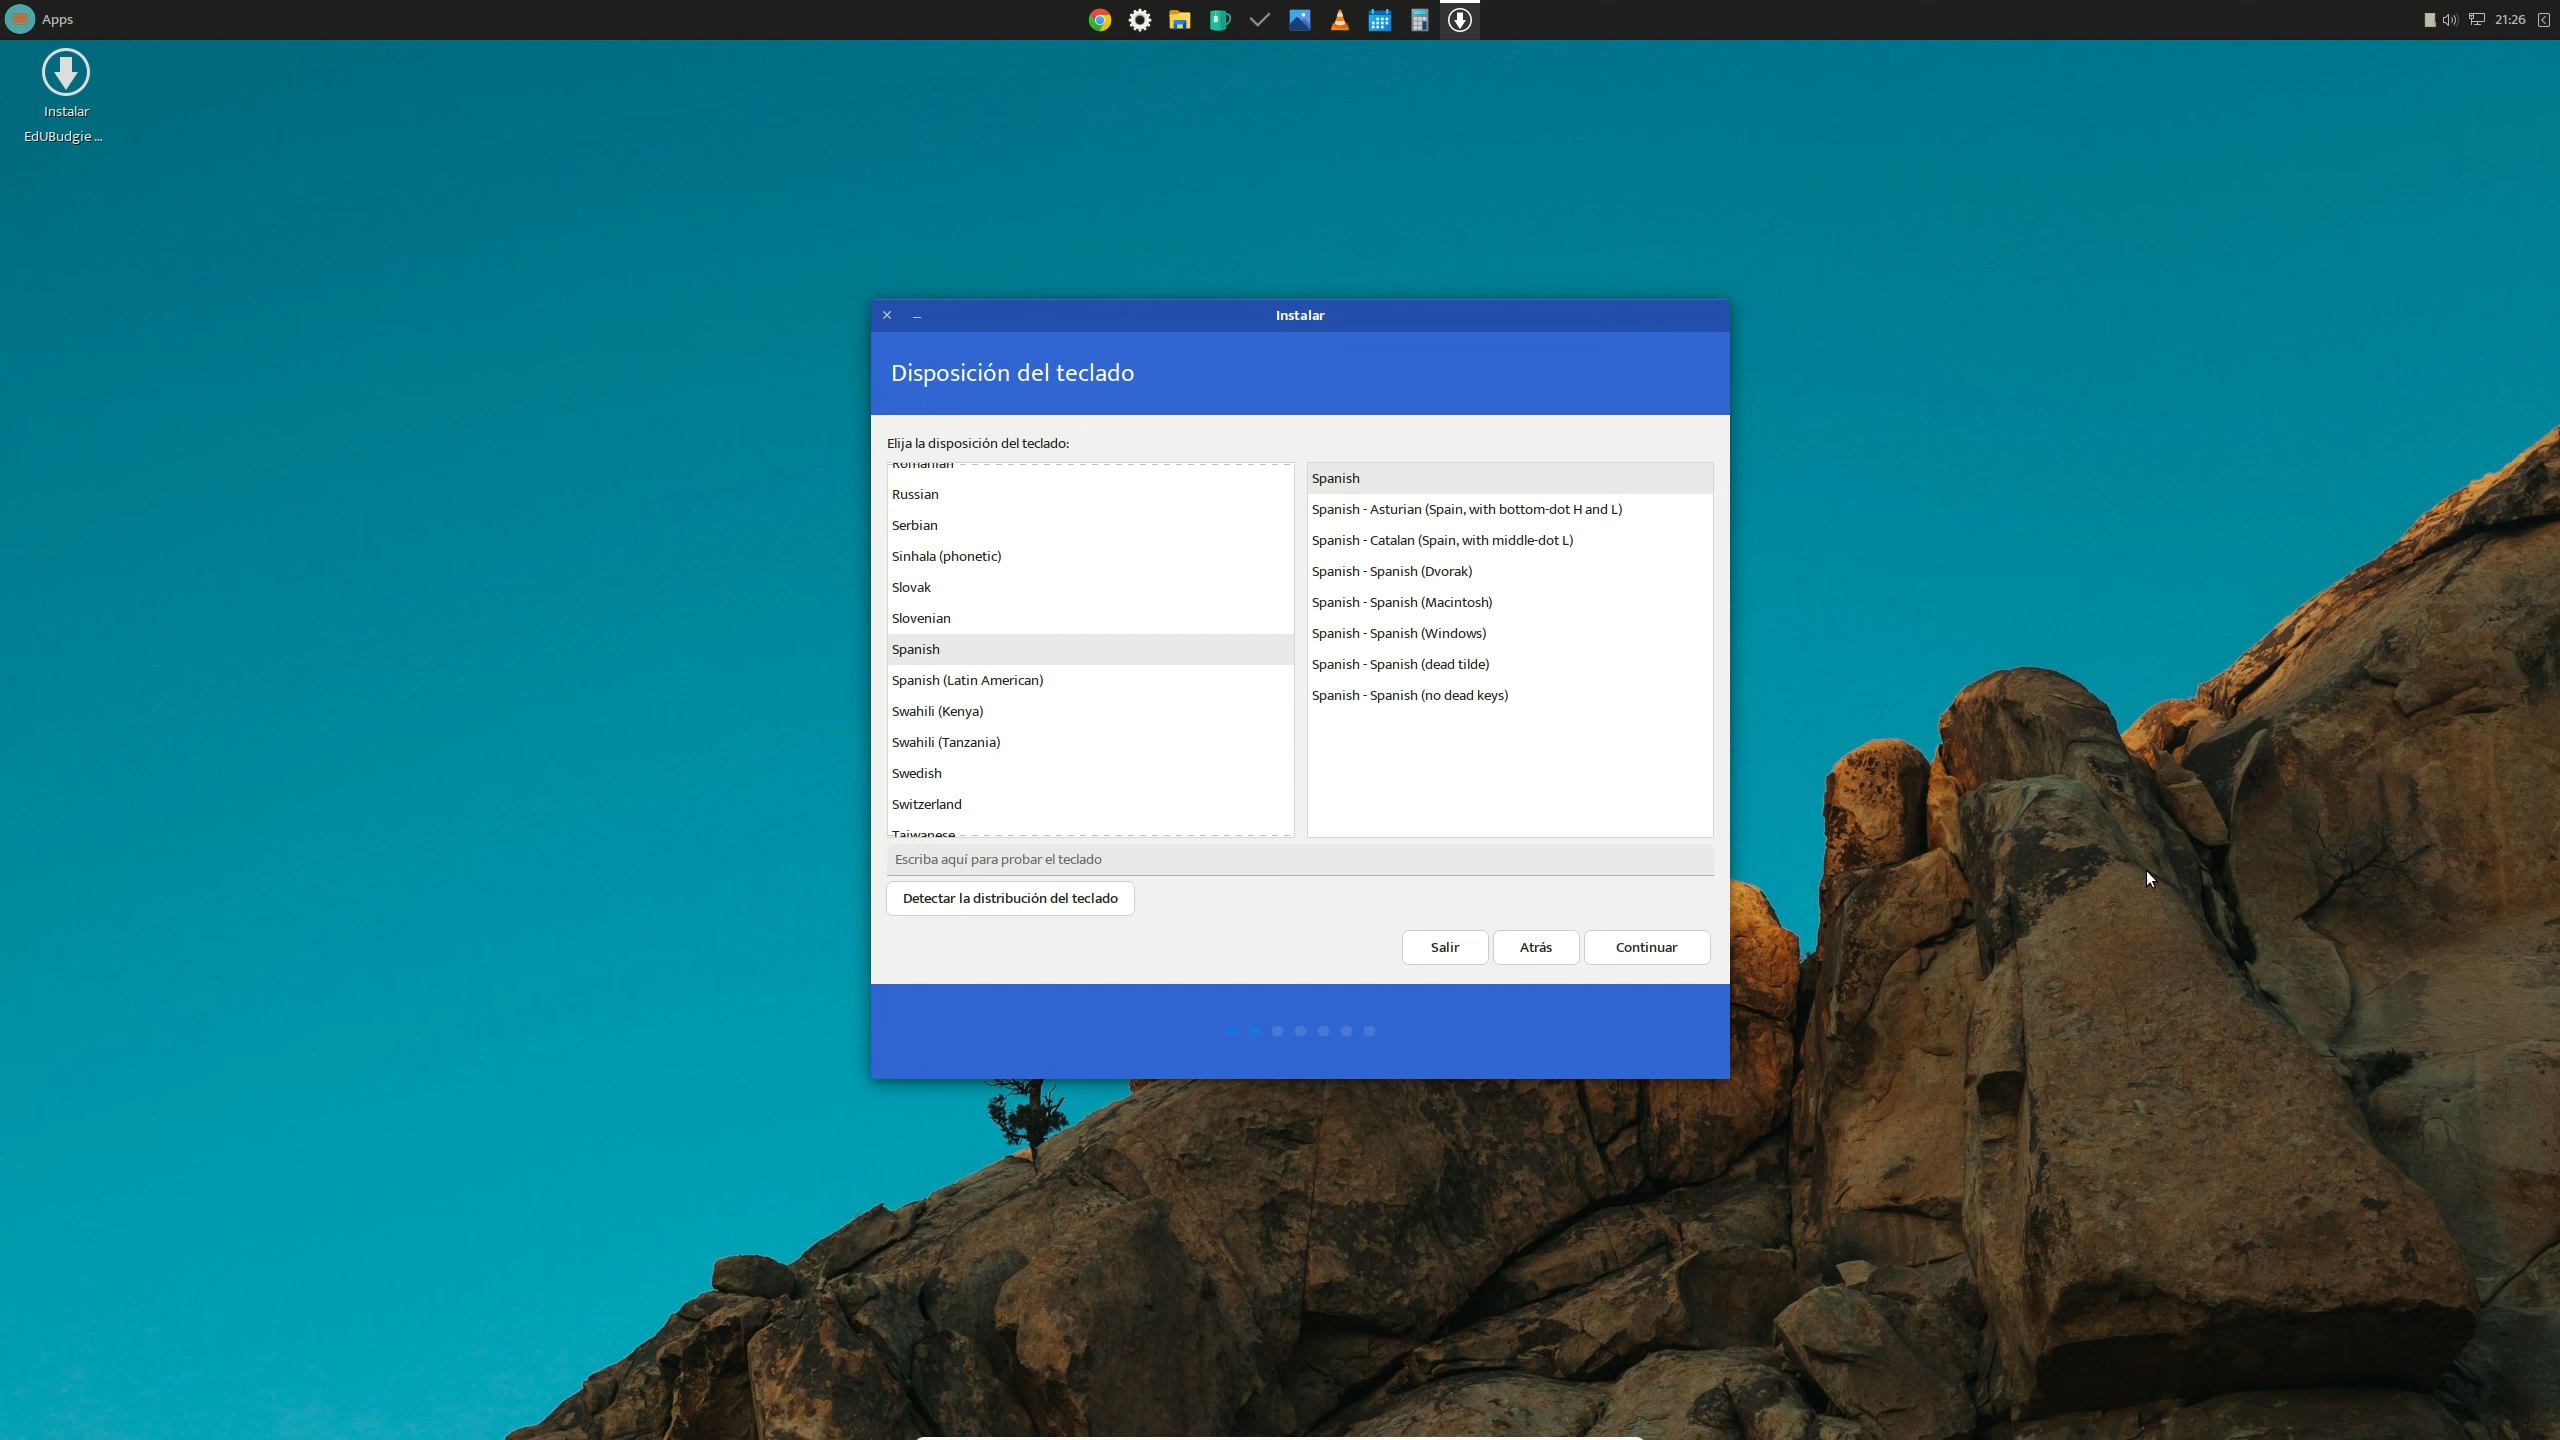 Apps
21:26
Instalar
EdUBudgie ...
Instalar
Disposición del teclado
Elija la disposición del teclado:
Romanian
Russian
Serbian
Sinhala (phonetic)
Slovak
Slovenian
Spanish
Spanish (Latin American)
Swahili (Kenya)
Swahili (Tanzania)
Swedish
Switzerland
Taiwanese
Spanish
Spanish - Asturian (Spain, with bottom-dot H and L)
Spanish - Catalan (Spain, with middle-dot L)
Spanish - Spanish (Dvorak)
Spanish - Spanish (Macintosh)
Spanish - Spanish (Windows)
Spanish - Spanish (dead tilde)
Spanish - Spanish (no dead keys)
Escriba aquí para probar el teclado
Detectar la distribución del teclado
Salir
Atrás
Continuar